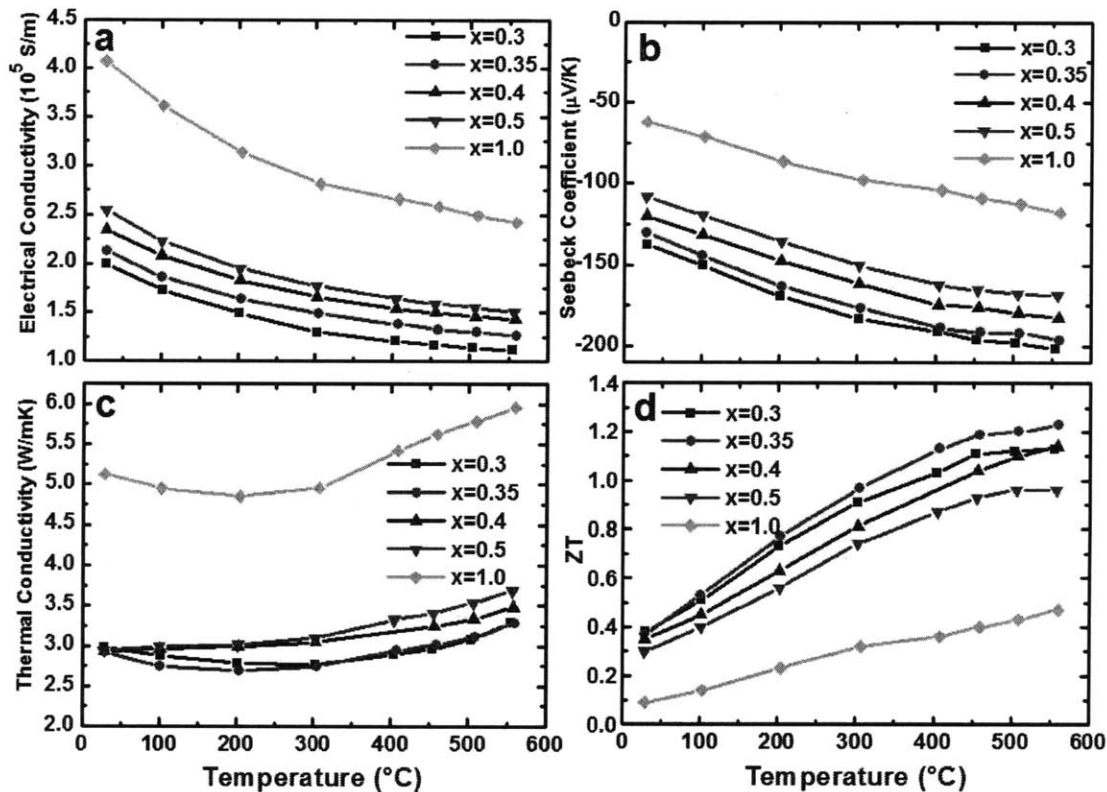 a
Electrical Conductivity (10⁵ S/m)
4.5
4.0
3.5
3.0
2.5
2.0
1.5
1.0
x=0.3
x=0.35
x=0.4
x=0.5
x=1.0
b
Seebeck Coefficient (μV/K)
0
-50
-100
-150
-200
x=0.3
x=0.35
x=0.4
x=0.5
x=1.0
c
Thermal Conductivity (W/mK)
6.0
5.5
5.0
4.5
4.0
3.5
3.0
2.5
2.0
x=0.3
x=0.35
x=0.4
x=0.5
x=1.0
0 100 200 300 400 500 600
Temperature (°C)
d
ZT
1.4
1.2
1.0
0.8
0.6
0.4
0.2
0.0
x=0.3
x=0.35
x=0.4
x=0.5
x=1.0
0 100 200 300 400 500 600
Temperature (°C)